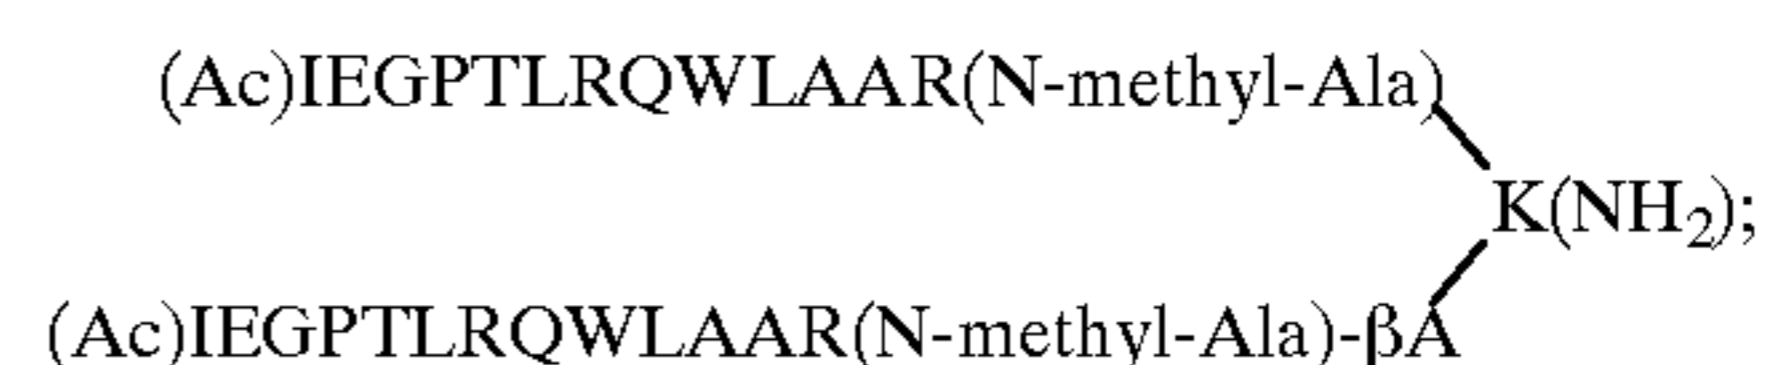 (Ac)IEGPTLRQWLAAR(N-methyl-Ala)
K(NH₂);
(Ac)IEGPTLRQWLAAR(N-methyl-Ala)-βA